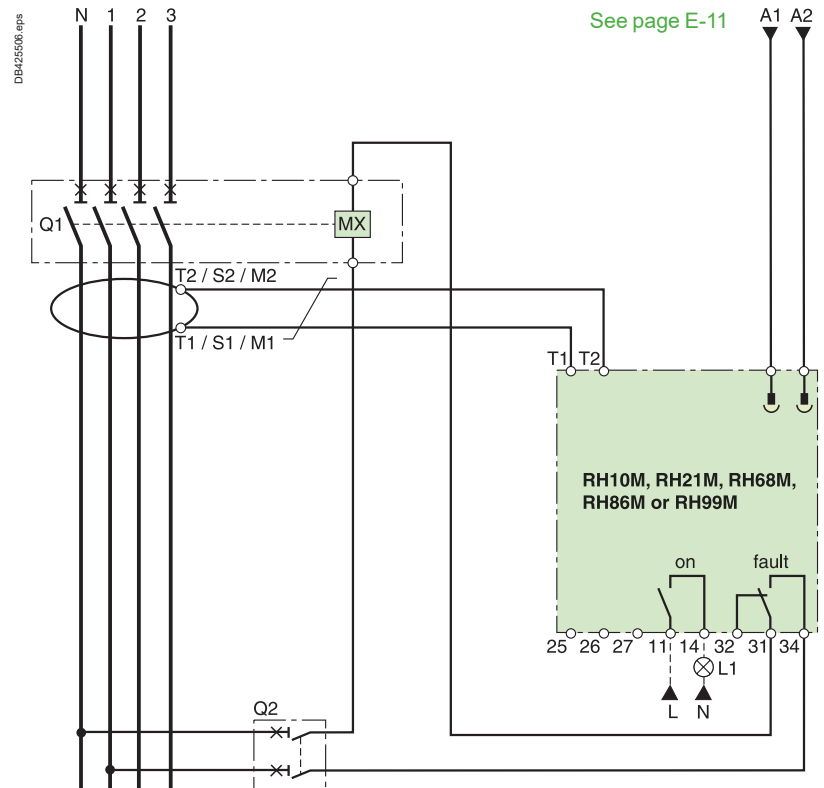 DB425506.eps
N 1 2 3
See page E-11
A1 A2
Q1
MX
T2 / S2 / M2
T1 / S1 / M1
T1 T2
RH10M, RH21M, RH68M,
RH86M or RH99M
on fault
25 26 27 11 14 32 31 34
L1
L N
Q2